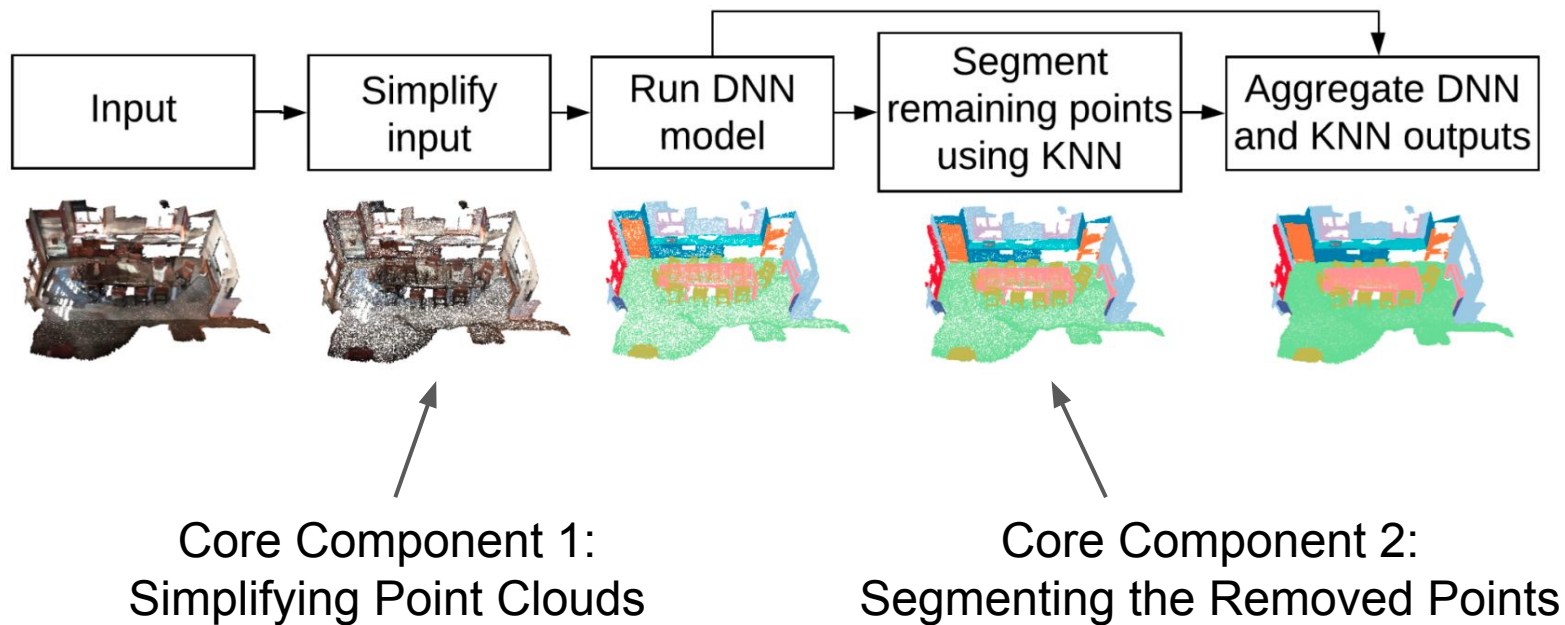 Input
Simplify
input
Run DNN
model
Segment
remaining points
using KNN
Aggregate DNN
and KNN outputs
Core Component 1:
Simplifying Point Clouds
Core Component 2:
Segmenting the Removed Points